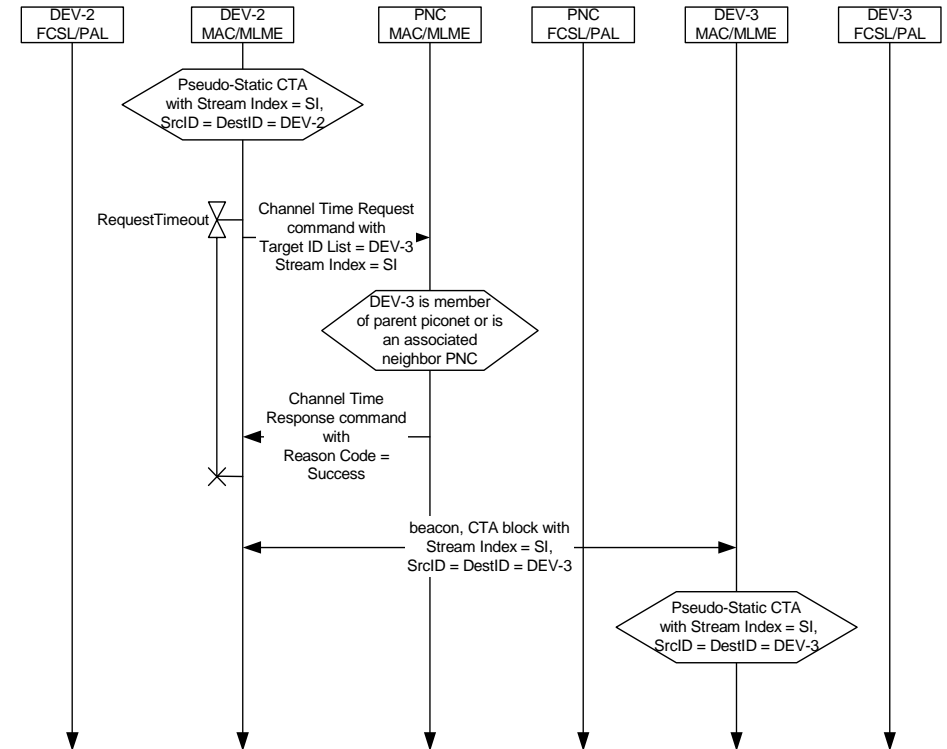 DEV-2
FCSL/PAL
DEV-2
MAC/MLME
PNC
MAC/MLME
PNC
FCSL/PAL
DEV-3
MAC/MLME
DEV-3
FCSL/PAL
Pseudo-Static CTA
with Stream Index = SI,
SrcID = DestID = DEV-2
RequestTimeout
Channel Time Request
command with
Target ID List = DEV-3
Stream Index = SI
DEV-3 is member
of parent piconet or is
an associated
neighbor PNC
Channel Time
Response command
with
Reason Code =
Success
beacon, CTA block with
Stream Index = SI,
SrcID = DestID = DEV-3
Pseudo-Static CTA
with Stream Index = SI,
SrcID = DestID = DEV-3